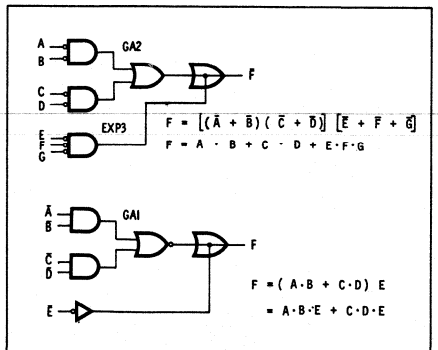 A
B
GA2
F̄
C
D
EXP3
E
F
G
F = [(Ā + B̄)(C̄ + D̄)] [Ē + F̄ + Ḡ]
F = A · B + C · D + E·F·G
Ā
B̄
GA1
F
C̄
D̄
Ē
F = (A·B + C·D) E
= A·B·E + C·D·E